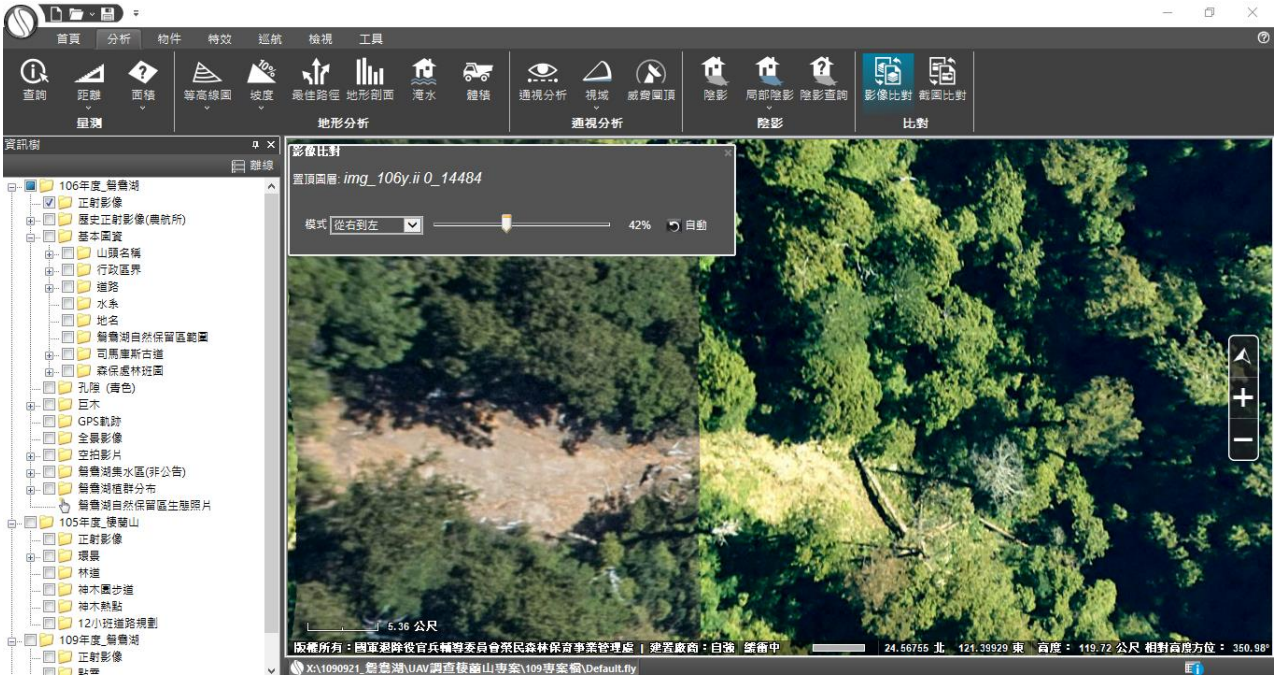 首頁 分析 物件 特效 巡航 檢視 工具
查詢 距離 面積 等高線圖 10% 坡度 最佳路徑 地形剖面 淹水 體積 通視分析 視域 威脅圓頂 陰影 局部陰影 陰影查詢 影像比對 截圖比對
量測 地形分析 通視分析 陰影 比對
資訊樹
離線
106年度_鴛鴦湖
正射影像
歷史正射影像(農航所)
基本圖資
山頭名稱
行政區界
道路
水系
地名
鴛鴦湖自然保留區範圍
司馬庫斯古道
森保處林班圖
孔隙 (青色)
巨木
GPS軌跡
全景影像
空拍影片
鴛鴦湖集水區(非公告)
鴛鴦湖植群分布
鴛鴦湖自然保留區生態照片
105年度_棲蘭山
正射影像
環景
林道
神木園步道
神木熱點
12小班道路規劃
109年度_鴛鴦湖
正射影像
影像比對
置頂圖層: img_106y.ii 0_14484
模式 從右到左 42% 自動
5.36 公尺
版權所有：國軍退除役官兵輔導委員會榮民森林保育事業管理處 | 建置廠商：自強 緩衝中 24.56755 北 121.39929 東 高度： 119.72 公尺 相對高度方位： 350.98°
X:\1090921_鴛鴦湖\UAV調查棲蘭山專案\109專案檔\Default.fly